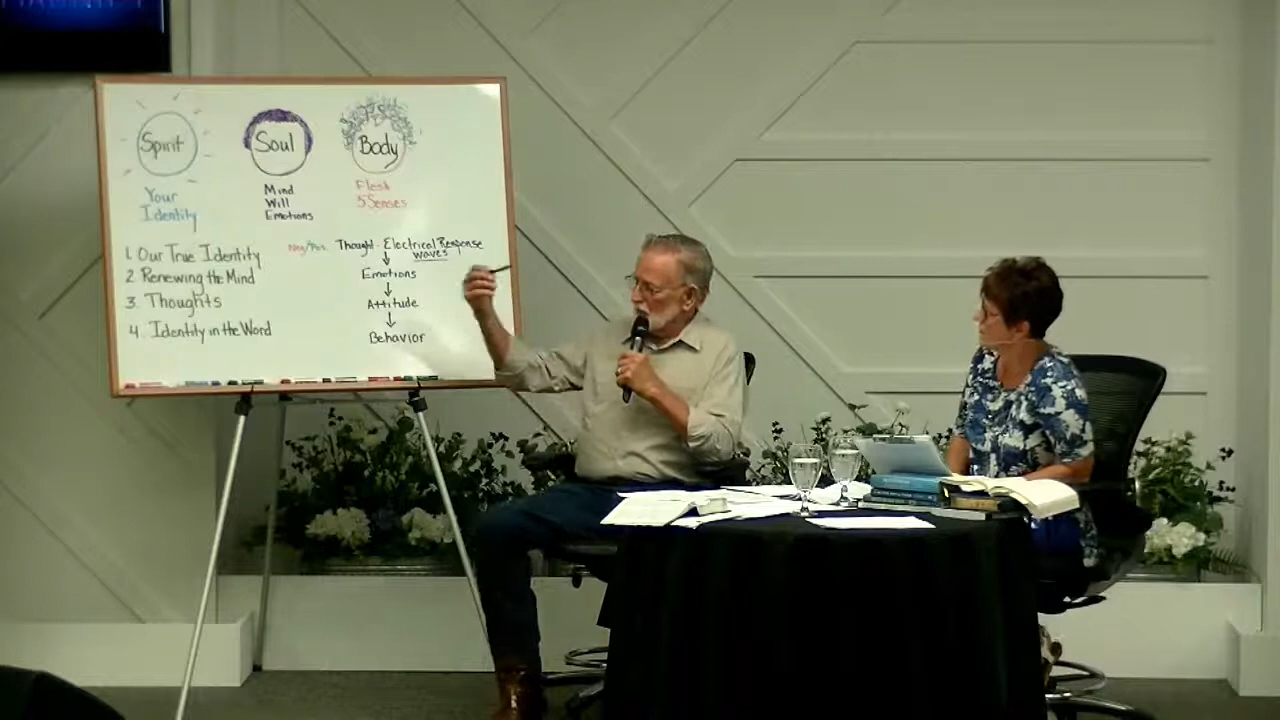 Spirit Soul Body
Your
Identity
Mind
Will
Emotions
Flesh
5 Senses
1. Our True Identity
2. Renewing the Mind
3. Thoughts
4. Identity in the Word
Neg/Pos. Thought - Electrical Response
waves
Emotions
Attitude
Behavior